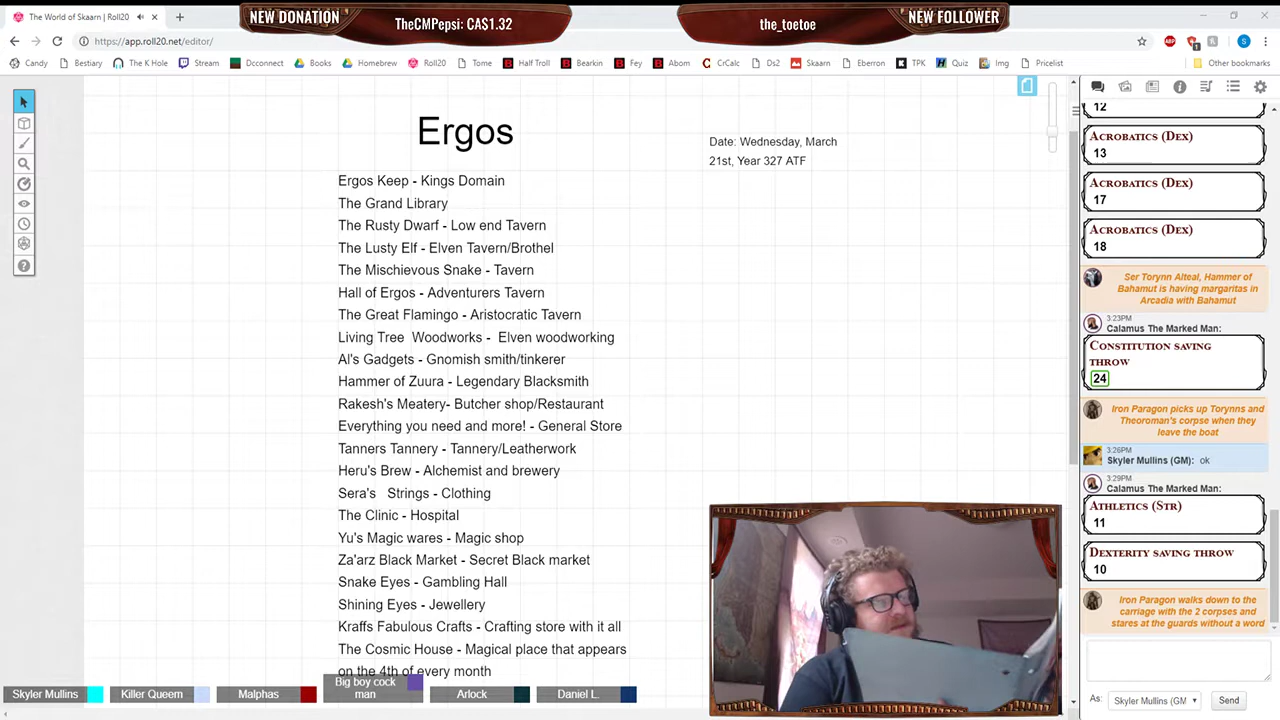 NEW DONATION
TheCMPepsi: CA$1.32
the_toetoe
NEW FOLLOWER
The World of Skaarn | Roll20
https://app.roll20.net/editor/
Candy
Bestiary
The K Hole
Stream
Dcconnect
Books
Homebrew
Roll20
Tome
Half Troll
Bearkin
Fey
Abom
CrCalc
Ds2
Skaarn
Eberron
TPK
Quiz
Img
Pricelist
Other bookmarks
Ergos
Date: Wednesday, March
21st, Year 327 ATF
Ergos Keep - Kings Domain
The Grand Library
The Rusty Dwarf - Low end Tavern
The Lusty Elf - Elven Tavern/Brothel
The Mischievous Snake - Tavern
Hall of Ergos - Adventurers Tavern
The Great Flamingo - Aristocratic Tavern
Living Tree Woodworks - Elven woodworking
Al's Gadgets - Gnomish smith/tinkerer
Hammer of Zuura - Legendary Blacksmith
Rakesh's Meatery- Butcher shop/Restaurant
Everything you need and more! - General Store
Tanners Tannery - Tannery/Leatherwork
Heru's Brew - Alchemist and brewery
Sera's Strings - Clothing
The Clinic - Hospital
Yu's Magic wares - Magic shop
Za'arz Black Market - Secret Black market
Snake Eyes - Gambling Hall
Shining Eyes - Jewellery
Kraffs Fabulous Crafts - Crafting store with it all
The Cosmic House - Magical place that appears
on the 4th of every month
Skyler Mullins
Killer Queem
Malphas
Big boy cock
man
Arlock
Daniel L.
12
ACROBATICS (DEX)
13
ACROBATICS (DEX)
17
ACROBATICS (DEX)
18
Ser Torynn Alteal, Hammer of
Bahamut is having margaritas in
Arcadia with Bahamut
3:23PM
Calamus The Marked Man:
CONSTITUTION SAVING
THROW
24
Iron Paragon picks up Torynns and
Theoroman's corpse when they
leave the boat
3:26PM
Skyler Mullins (GM): ok
3:29PM
Calamus The Marked Man:
ATHLETICS (STR)
11
DEXTERITY SAVING THROW
10
Iron Paragon walks down to the
carriage with the 2 corpses and
stares at the guards without a word
As:
Skyler Mullins (GM
Send